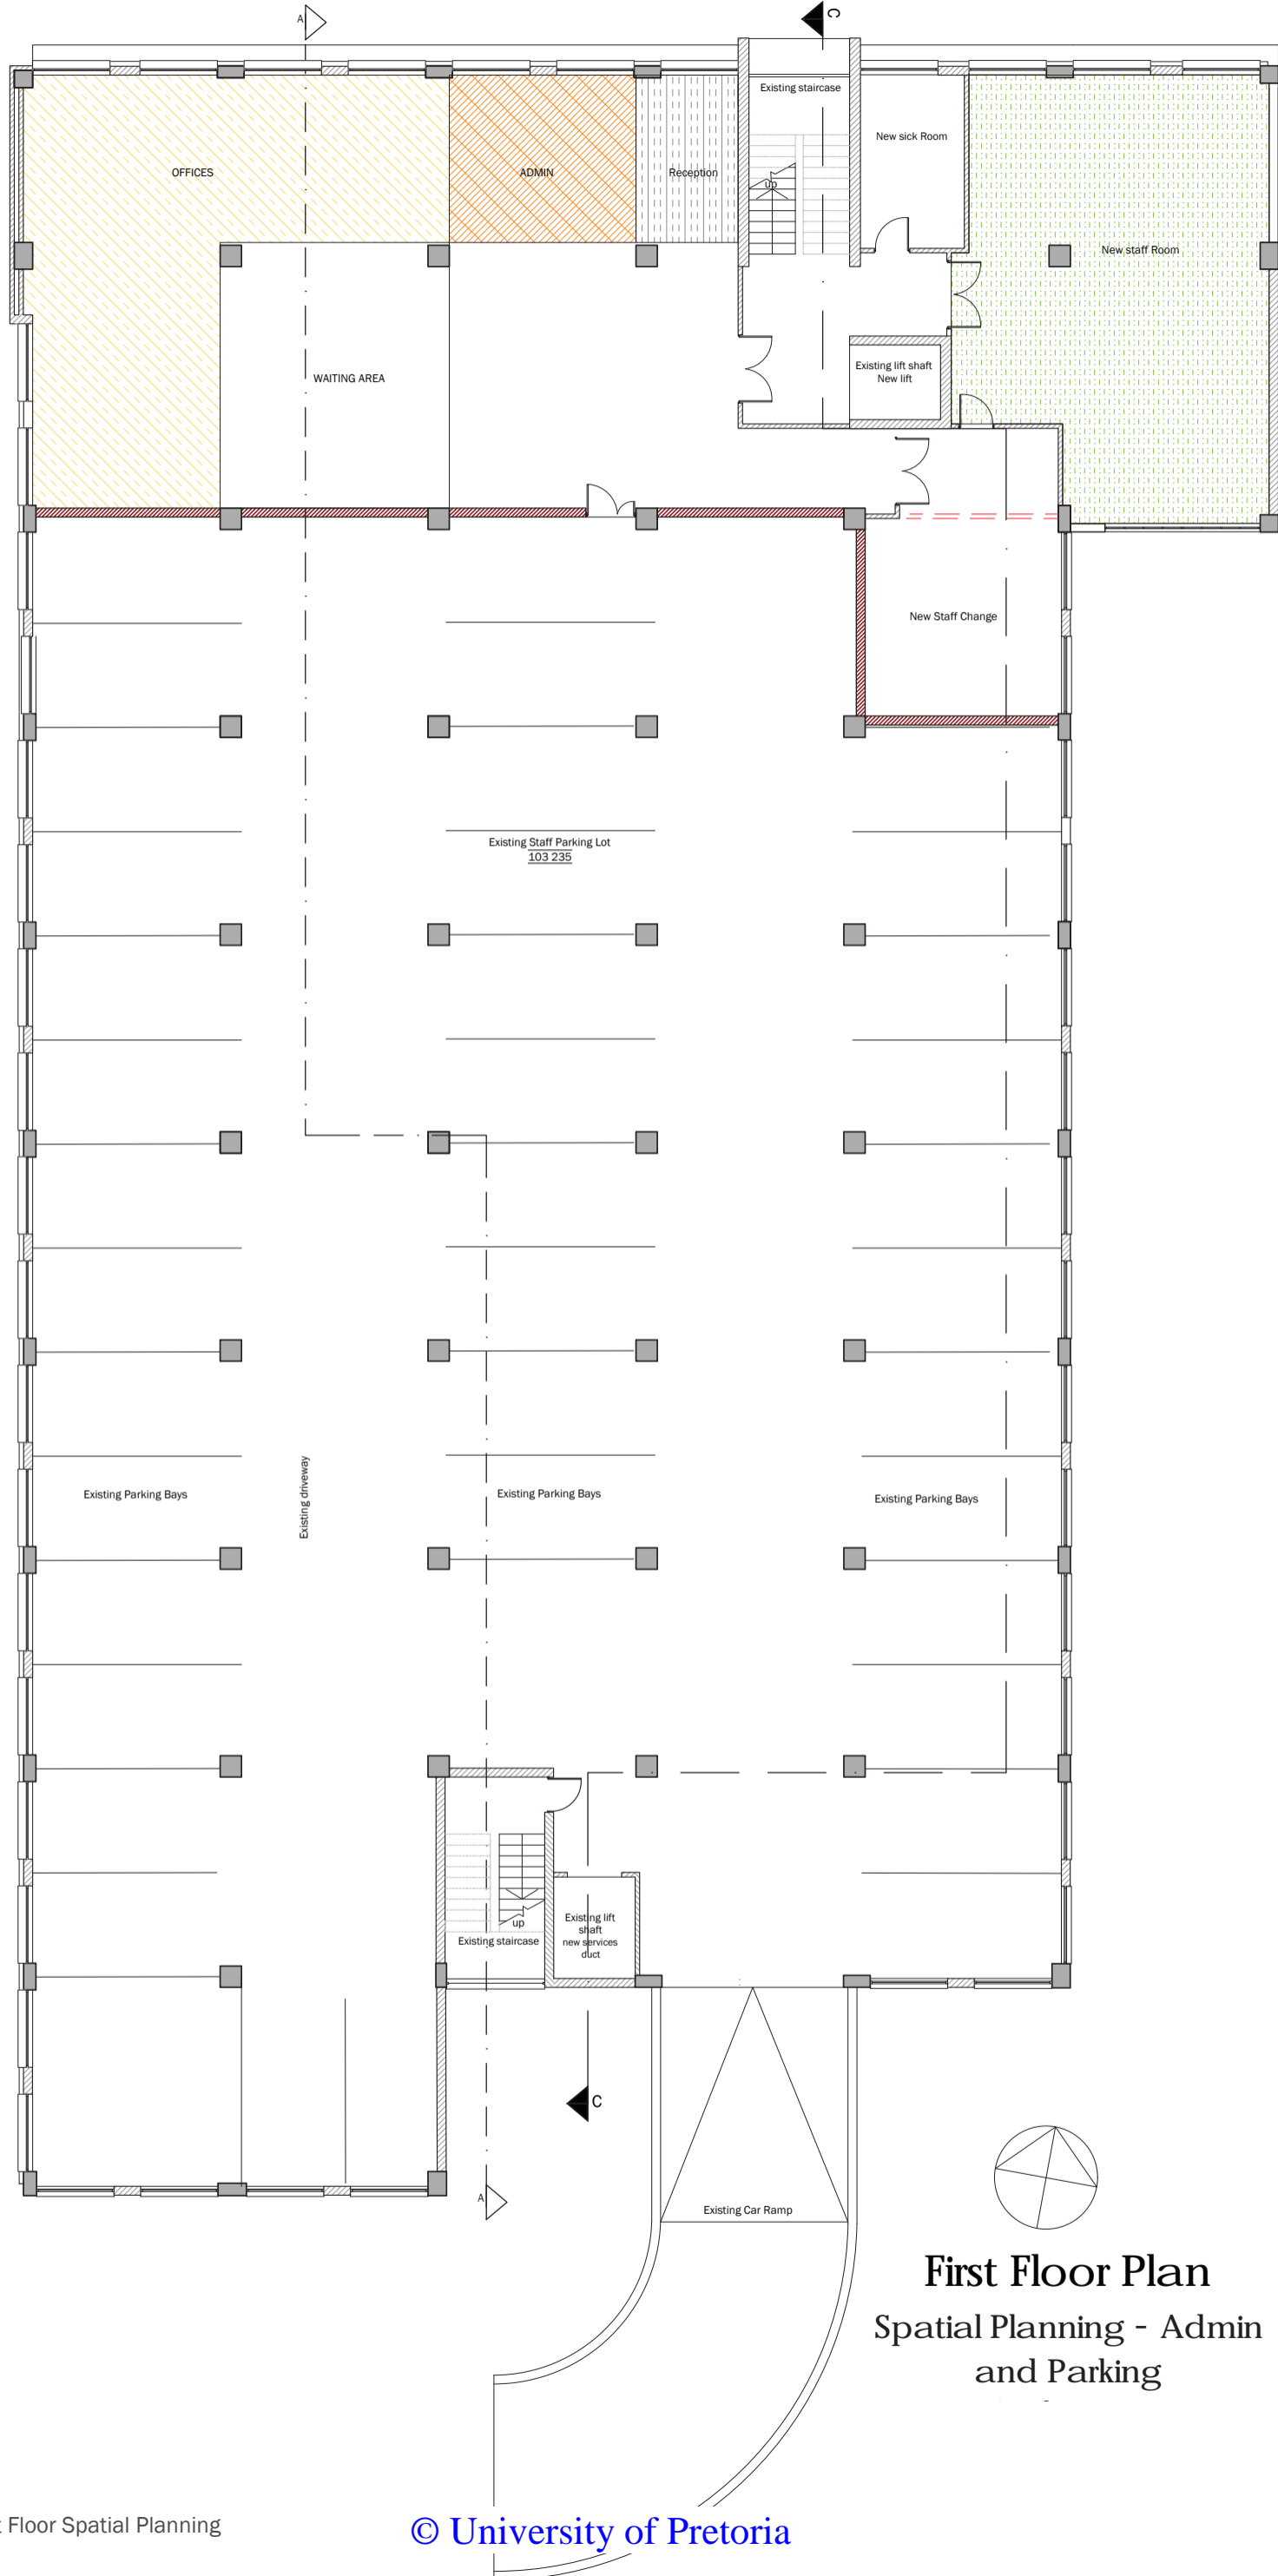 A
C
Existing staircase
New sick Room
OFFICES
ADMIN
Reception
up
New staff Room
Existing lift shaft
New lift
WAITING AREA
New Staff Change
Existing Staff Parking Lot
103 235
Existing Parking Bays
Existing driveway
Existing Parking Bays
Existing Parking Bays
up
Existing staircase
Existing lift
shaft
new services
duct
C
A
Existing Car Ramp
First Floor Plan
Spatial Planning - Admin
and Parking
Floor Spatial Planning
© University of Pretoria